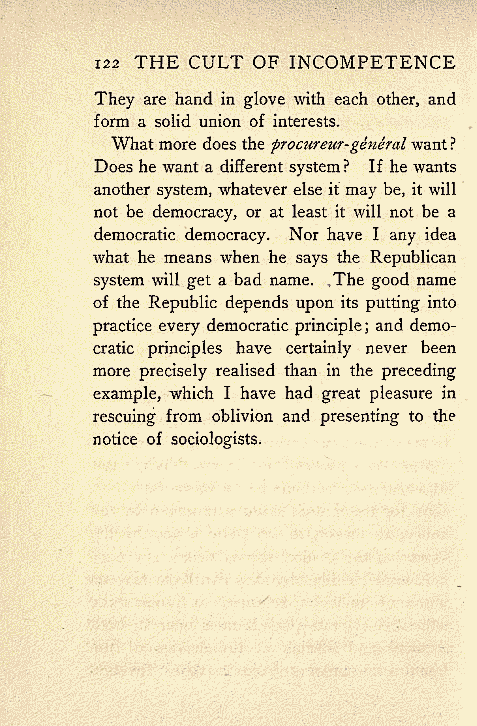 122 THE CULT OF INCOMPETENCE
They are hand in glove with each other, and
form a solid union of interests.
What more does the procureur-général want?
Does he want a different system? If he wants
another system, whatever else it may be, it will
not be democracy, or at least it will not be a
democratic democracy. Nor have I any idea
what he means when he says the Republican
system will get a bad name. The good name
of the Republic depends upon its putting into
practice every democratic principle; and demo-
cratic principles have certainly never been
more precisely realised than in the preceding
example, which I have had great pleasure in
rescuing from oblivion and presenting to the
notice of sociologists.